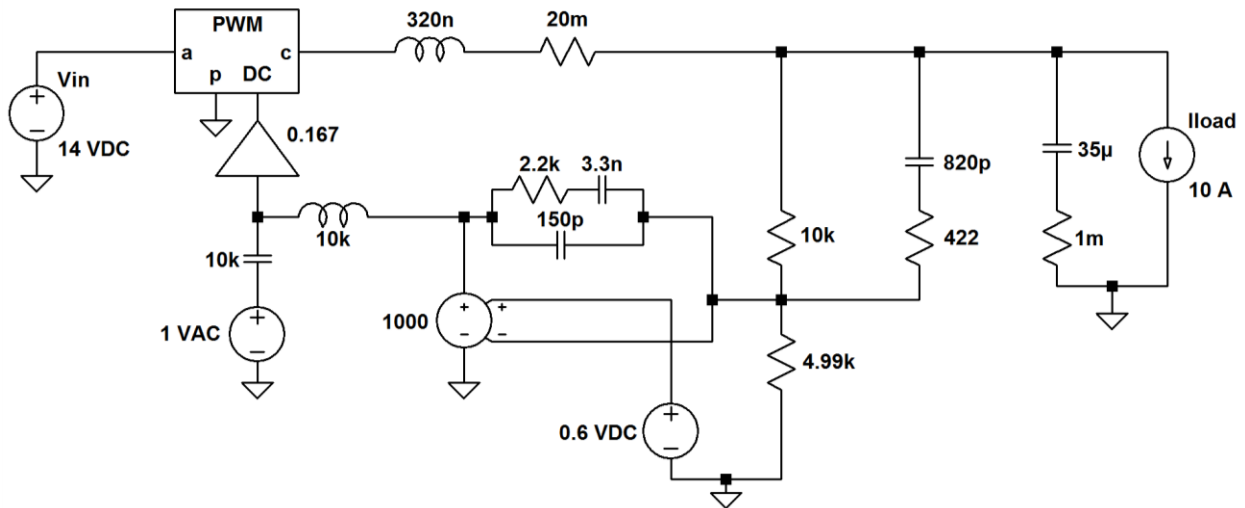 PWM
a
c
p
DC
320n
20m
Vin
+
−
14 VDC
0.167
Iload
10 A
2.2k
3.3n
150p
820p
35µ
10k
10k
10k
422
1m
+
−
1 VAC
1000
+
−
+
−
4.99k
0.6 VDC
+
−